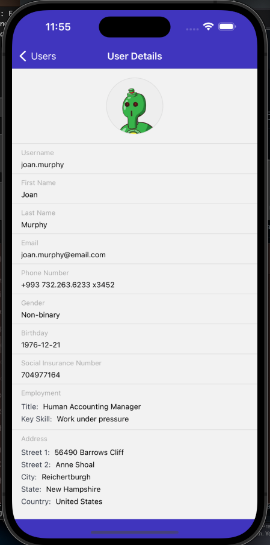 11:55
Users
User Details
Username
joan.murphy
First Name
Joan
Last Name
Murphy
Email
joan.murphy@email.com
Phone Number
+993 732.263.6233 x3452
Gender
Non-binary
Birthday
1976-12-21
Social Insurance Number
704977164
Employment
Title: Human Accounting Manager
Key Skill: Work under pressure
Address
Street 1: 56490 Barrows Cliff
Street 2: Anne Shoal
City: Reichertburgh
State: New Hampshire
Country: United States